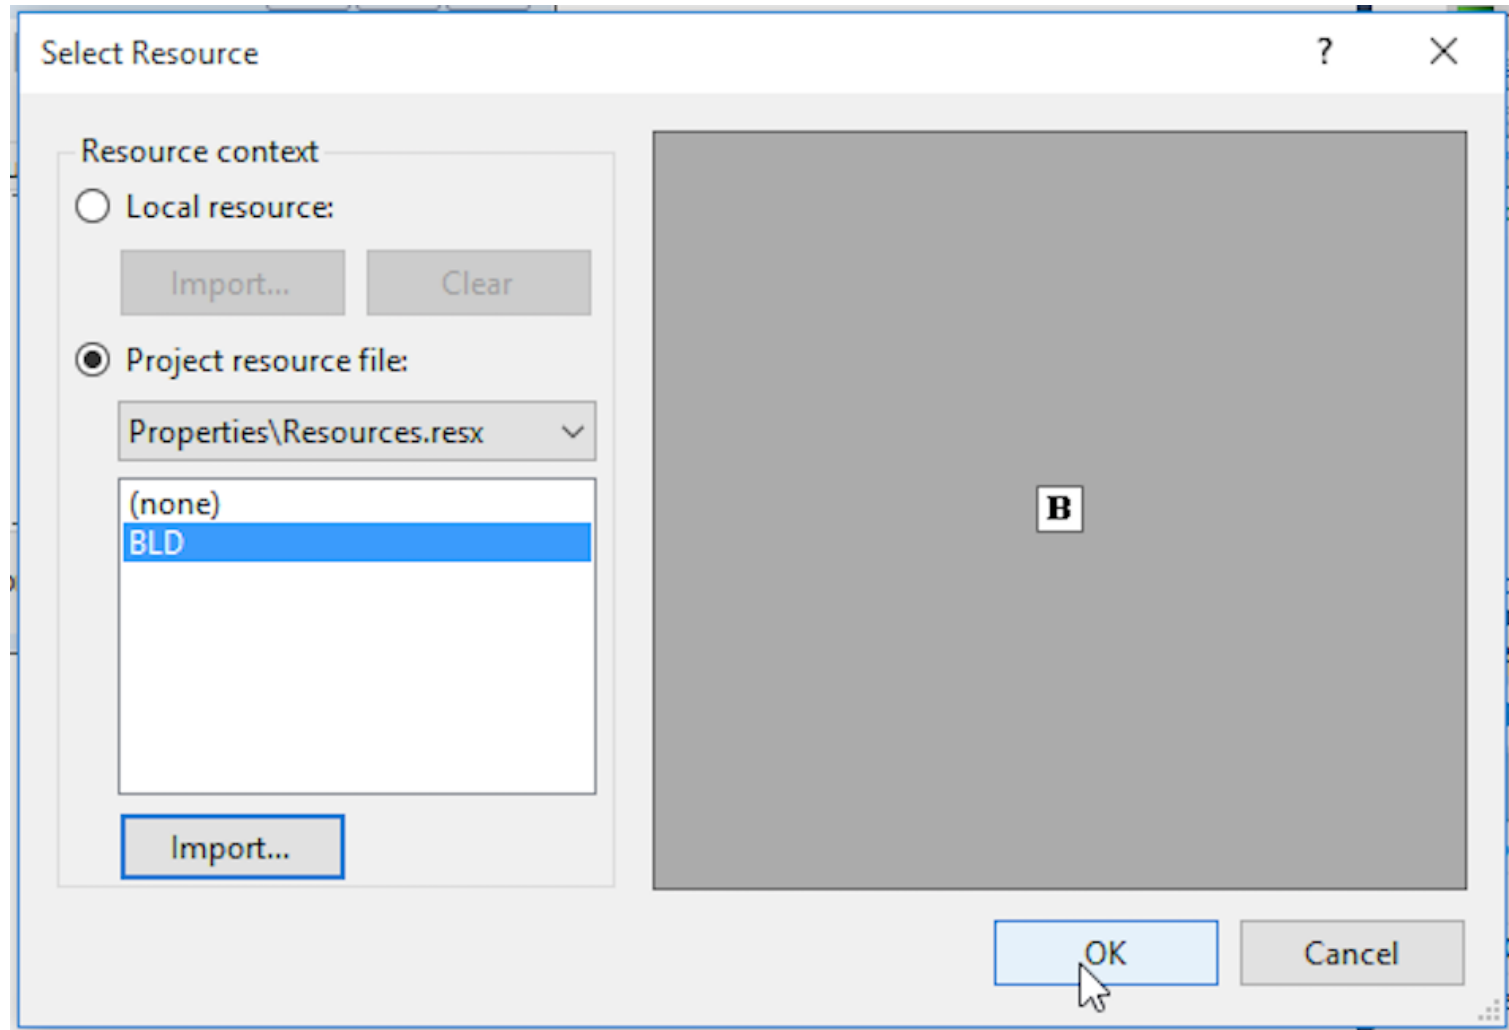 Select Resource
?
Resource context
Local resource:
Import... Clear
Project resource file:
Properties\Resources.resx
(none)
BLD
Import...
B
OK Cancel